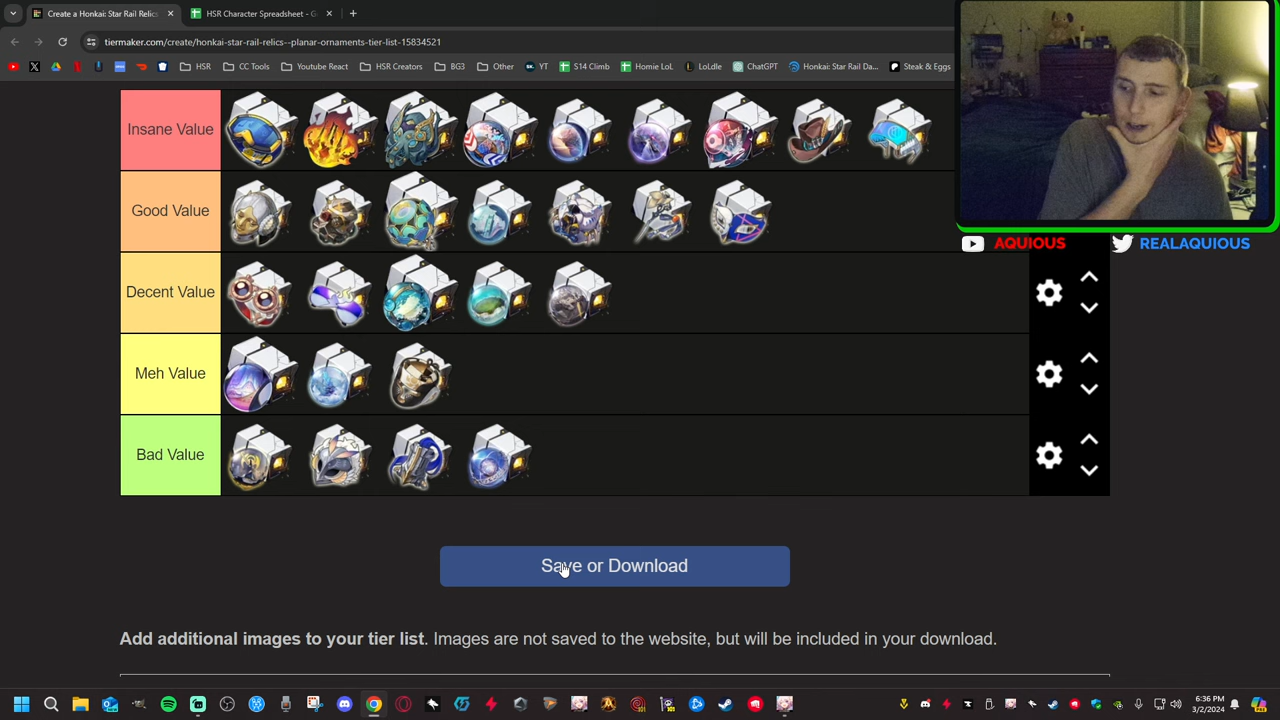 Create a Honkai: Star Rail Relics
HSR Character Spreadsheet - G
tiermaker.com/create/honkai-star-rail-relics--planar-ornaments-tier-list-15834521
HSR
CC Tools
Youtube React
HSR Creators
BG3
Other
YT
S14 Climb
Homie LoL
LoLdle
ChatGPT
Honkai: Star Rail Da...
Steak & Eggs
Insane Value
Good Value
AQUIOUS
REALAQUIOUS
Decent Value
Meh Value
Bad Value
Save or Download
Add additional images to your tier list. Images are not saved to the website, but will be included in your download.
6:36 PM
3/2/2024